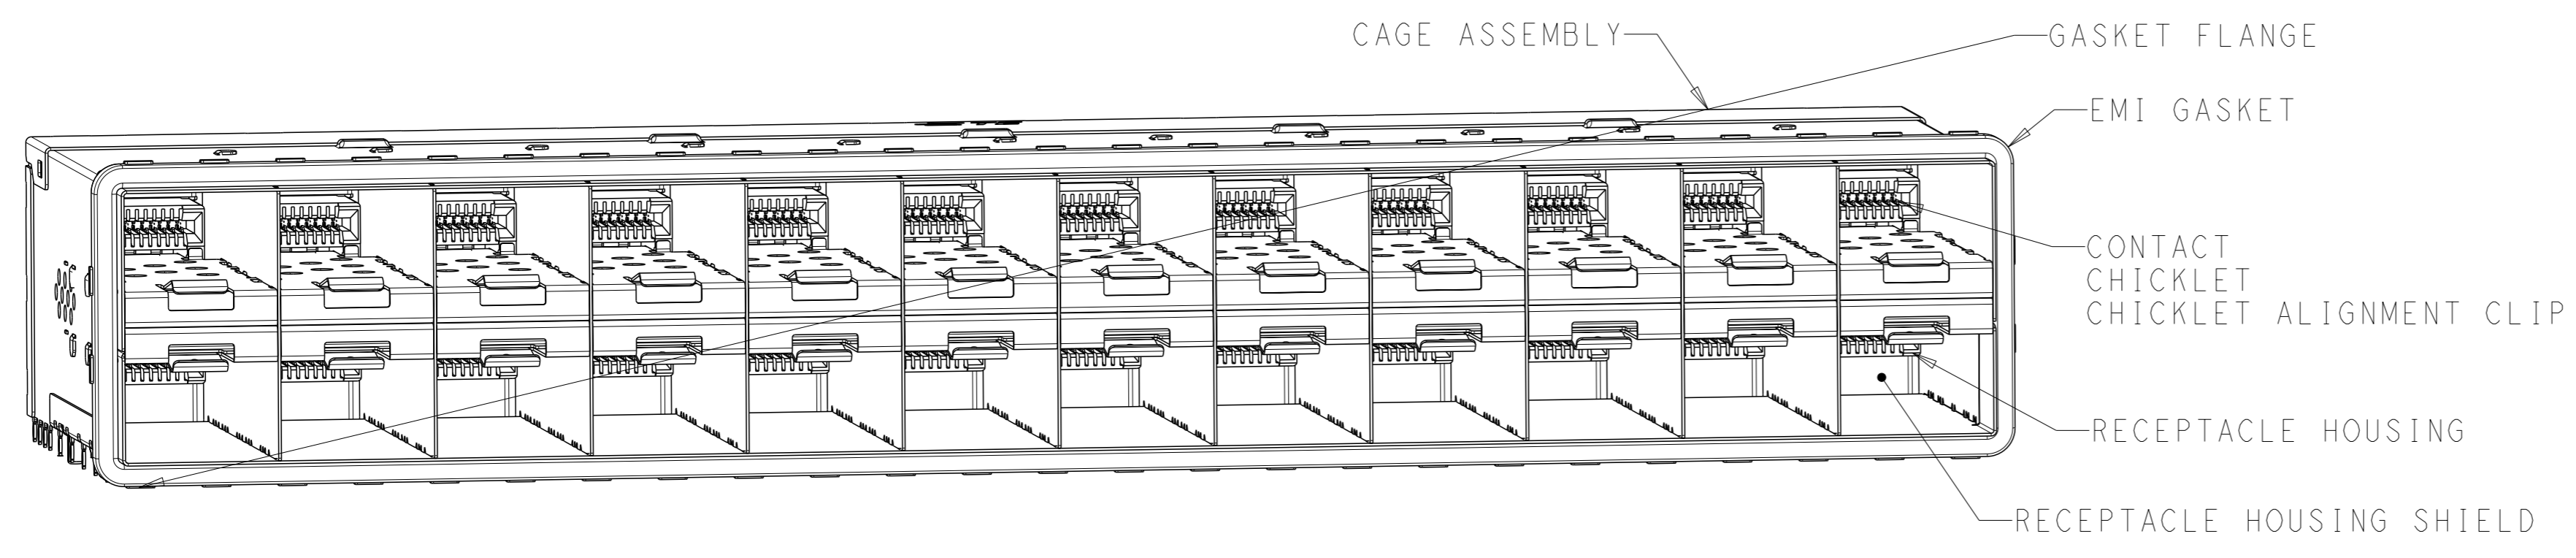 CAGE ASSEMBLY
GASKET FLANGE
EMI GASKET
CONTACT
CHICKLET
CHICKLET ALIGNMENT CLIP
RECEPTACLE HOUSING
RECEPTACLE HOUSING SHIELD